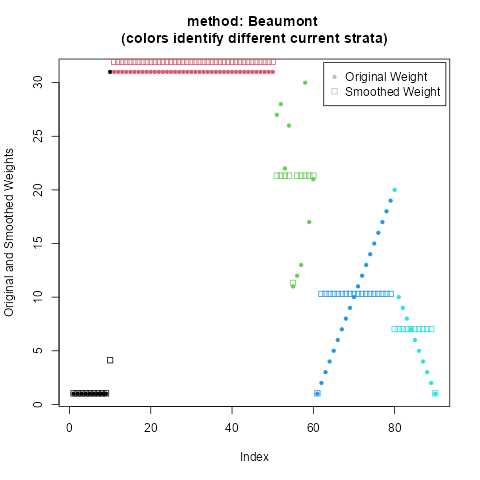 method: Beaumont
(colors identify different current strata)
Original Weight
Smoothed Weight
Original and Smoothed Weights
30
25
20
15
10
5
0
0 20 40 60 80
Index